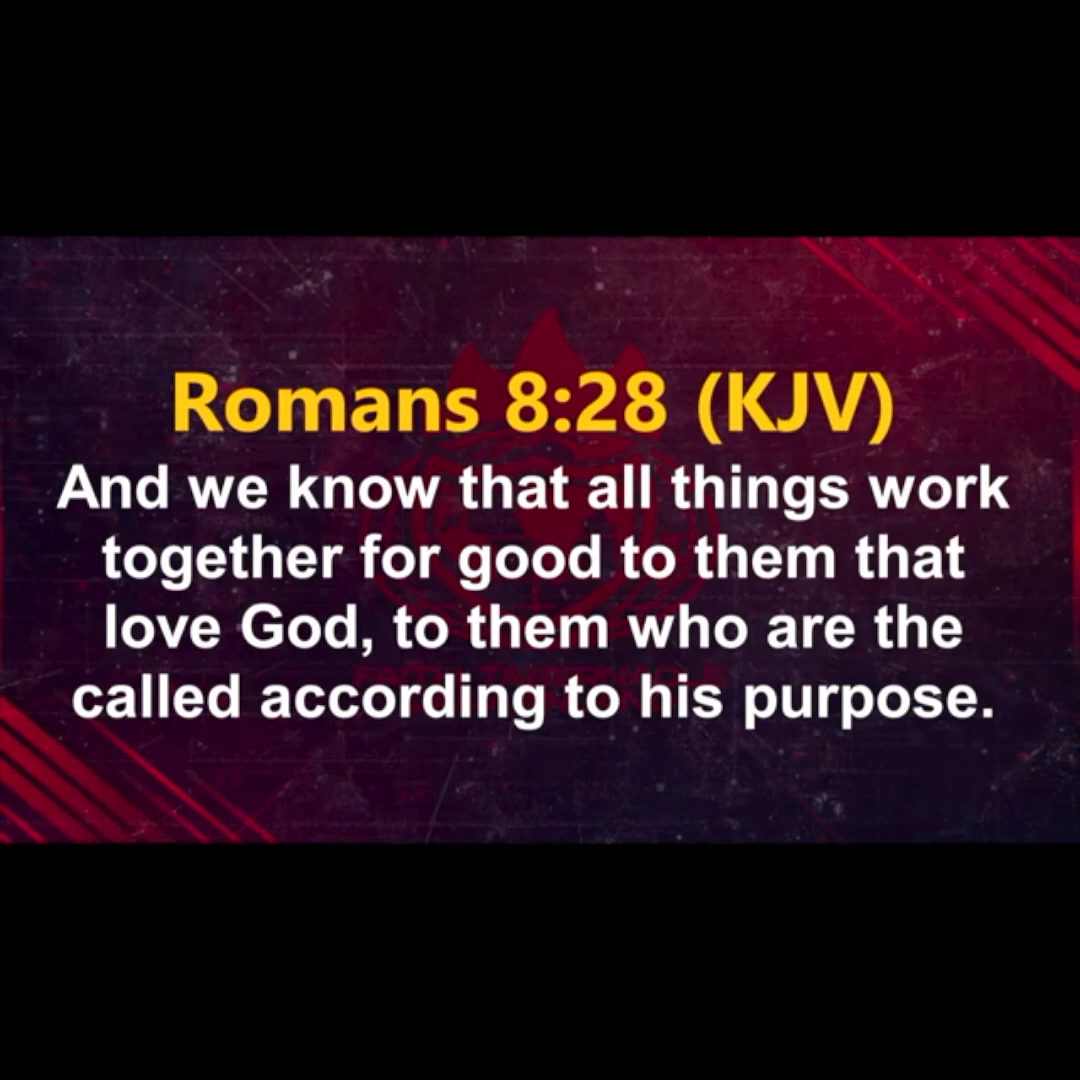 Romans 8:28 (KJV)
And we know that all things work
together for good to them that
love God, to them who are the
called according to his purpose.